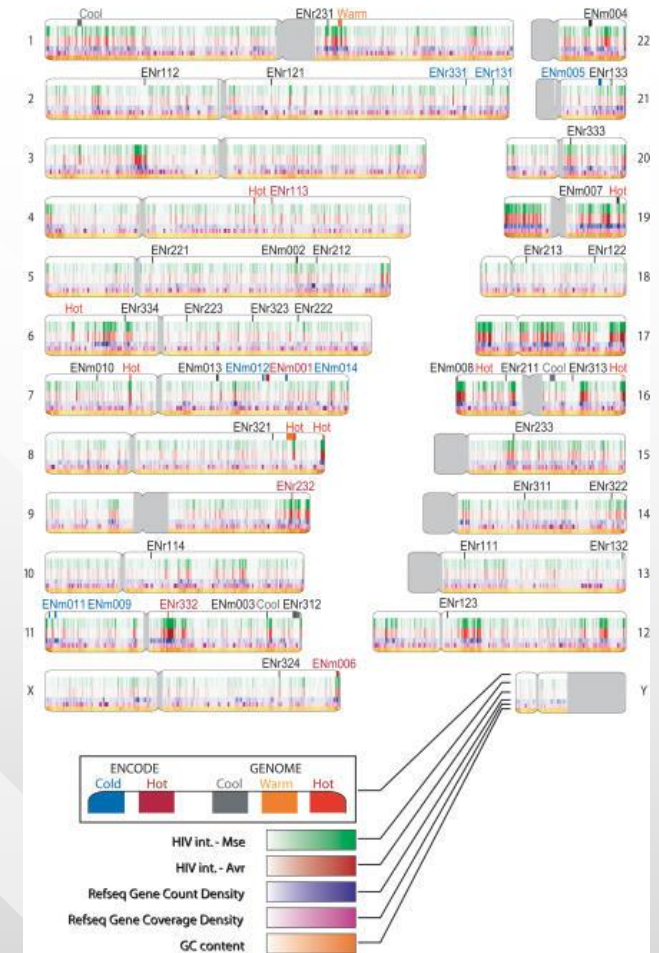 Cool ENr231 Warm ENm004
1 22
ENr112 ENr121 ENr331 ENr131 ENm005 ENr133
2 21
ENr333
3 20
Hot ENr113 ENm007 Hot
4 19
ENr221 ENm002 ENr212 ENr213 ENr122
5 18
Hot ENr334 ENr223 ENr323 ENr222
6 17
ENm010 Hot ENm013 ENm012 ENm001 ENm014 ENm008 Hot ENr211 Cool ENr313 Hot
7 16
ENr321 Hot Hot ENr233
8 15
ENr232 ENr311 ENr322
9 14
ENr114 ENr111 ENr132
10 13
ENm011 ENm009 ENr332 ENm003 Cool ENr312 ENr123
11 12
ENr324 ENm006
X Y
ENCODE GENOME
Cold Hot Cool Warm Hot
HIV int. - Mse
HIV int. - Avr
Refseq Gene Count Density
Refseq Gene Coverage Density
GC content